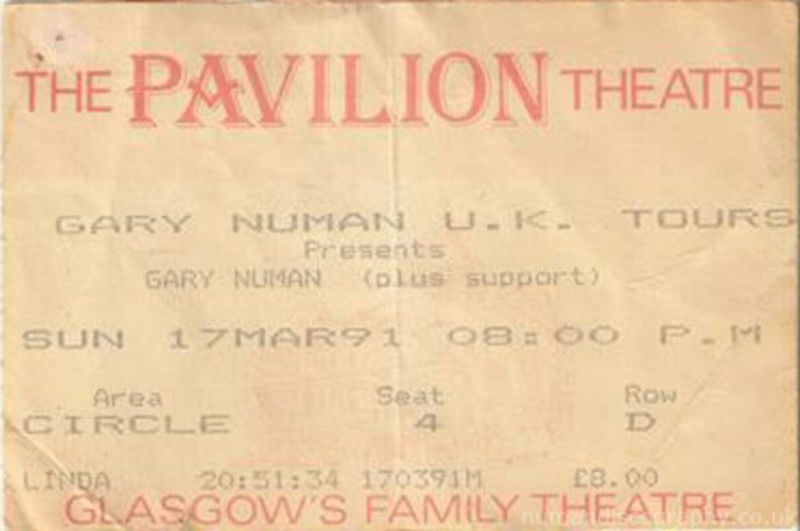 THE PAVILION THEATRE
GARY NUMAN U.K. TOURS
Presents
GARY NUMAN (plus support)
SUN 17MAR91 08:00 P.M
Area Seat Row
CIRCLE 4 D
LINDA 20:51:34 170391M £8.00
GLASGOW'S FAMILY THEATRE